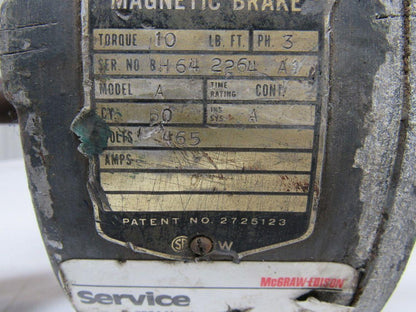 MAGNETIC BRAKE
TORQUE 10 LB. FT. PH. 3
SER. NO. BH64 2264 A
MODEL A TIME RATING CONT.
CY. 60 INS SYS. A
VOLTS 465
AMPS
PATENT NO. 2725123
McGRAW-EDISON
Service